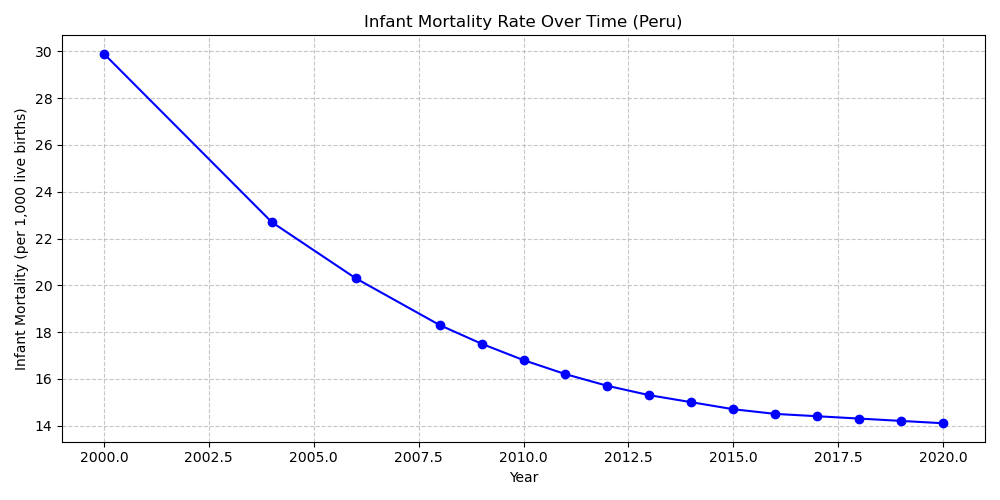 Infant Mortality Rate Over Time (Peru)
Infant Mortality (per 1,000 live births)
30
28
26
24
22
20
18
16
14
2000.0 2002.5 2005.0 2007.5 2010.0 2012.5 2015.0 2017.5 2020.0
Year